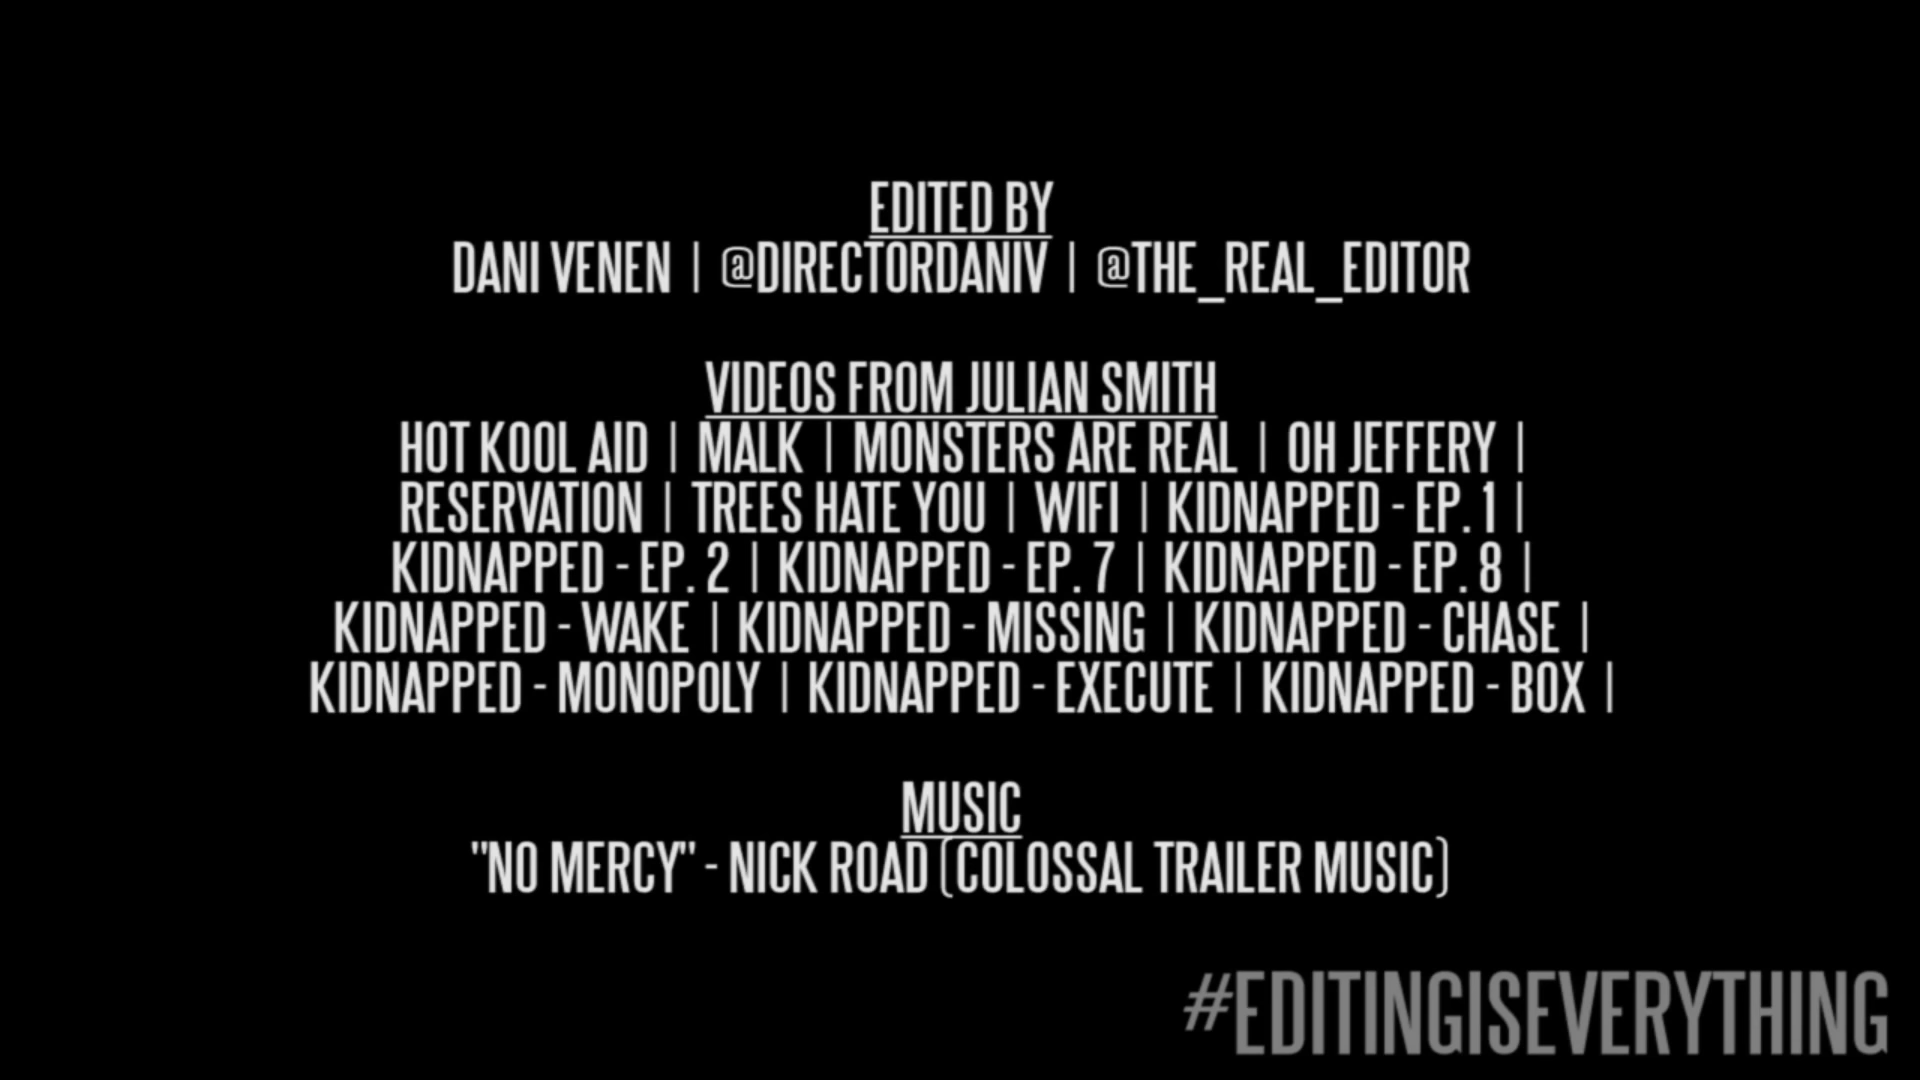 EDITED BY
DANI VENEN | @DIRECTORDANIV | @THE_REAL_EDITOR
VIDEOS FROM JULIAN SMITH
HOT KOOL AID | MALK | MONSTERS ARE REAL | OH JEFFERY |
RESERVATION | TREES HATE YOU | WIFI | KIDNAPPED - EP. 1 |
KIDNAPPED - EP. 2 | KIDNAPPED - EP. 7 | KIDNAPPED - EP. 8 |
KIDNAPPED - WAKE | KIDNAPPED - MISSING | KIDNAPPED - CHASE |
KIDNAPPED - MONOPOLY | KIDNAPPED - EXECUTE | KIDNAPPED - BOX |
MUSIC
"NO MERCY" - NICK ROAD (COLOSSAL TRAILER MUSIC)
#EDITINGISEVERYTHING